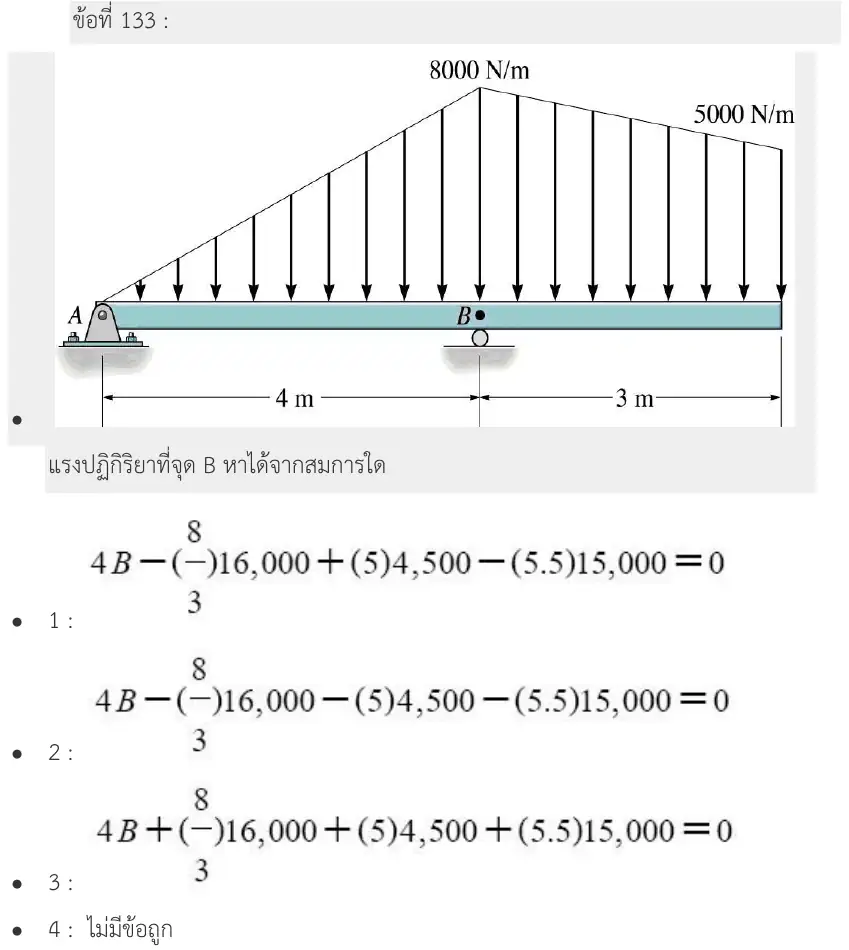 ข้อที่ 133 :
8000 N/m
5000 N/m
A
B
4 m
3 m
แรงปฏิกิริยาที่จุด B หาได้จากสมการใด
1 : 4B−(8/3)16,000+(5)4,500−(5.5)15,000=0
2 : 4B−(8/3)16,000−(5)4,500−(5.5)15,000=0
3 : 4B+(8/3)16,000+(5)4,500+(5.5)15,000=0
4 : ไม่มีข้อถูก